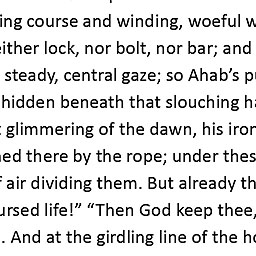 ing course and winding, woeful w
either lock, nor bolt, nor bar; and
steady, central gaze; so Ahab’s p
hidden beneath that slouching ha
glimmering of the dawn, his iron
ned there by the rope; under thes
f air dividing them. But already th
ursed life!” “Then God keep thee,
. And at the girdling line of the ho